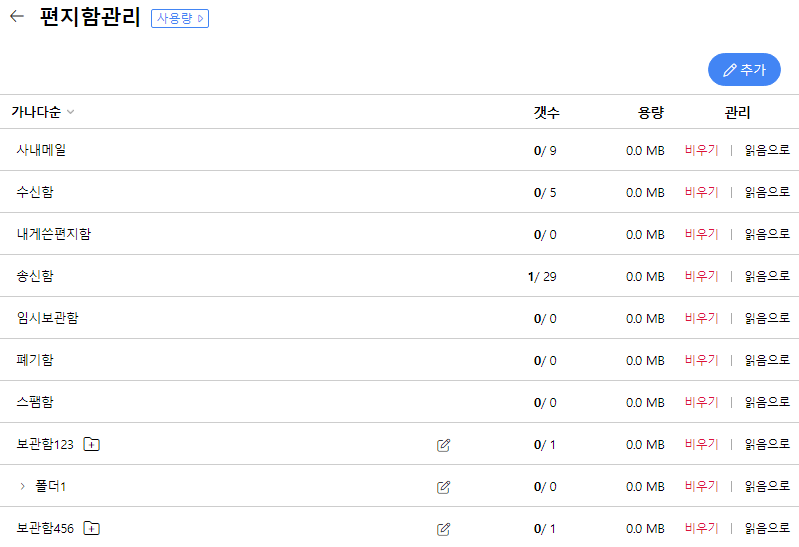 편지함관리 사용량
추가
가나다순 갯수 용량 관리
사내메일 0/ 9 0.0 MB 비우기 | 읽음으로
수신함 0/ 5 0.0 MB 비우기 | 읽음으로
내게쓴편지함 0/ 0 0.0 MB 비우기 | 읽음으로
송신함 1/ 29 0.0 MB 비우기 | 읽음으로
임시보관함 0/ 0 0.0 MB 비우기 | 읽음으로
폐기함 0/ 0 0.0 MB 비우기 | 읽음으로
스팸함 0/ 0 0.0 MB 비우기 | 읽음으로
보관함123 0/ 1 0.0 MB 비우기 | 읽음으로
폴더1 0/ 0 0.0 MB 비우기 | 읽음으로
보관함456 0/ 1 0.0 MB 비우기 | 읽음으로